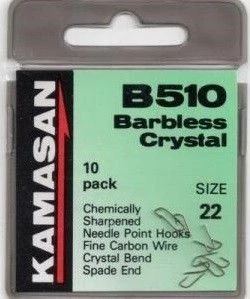 KAMASAN
B510
Barbless
Crystal
10
pack
SIZE
22
Chemically
Sharpened
Needle Point Hooks
Fine Carbon Wire
Crystal Bend
Spade End